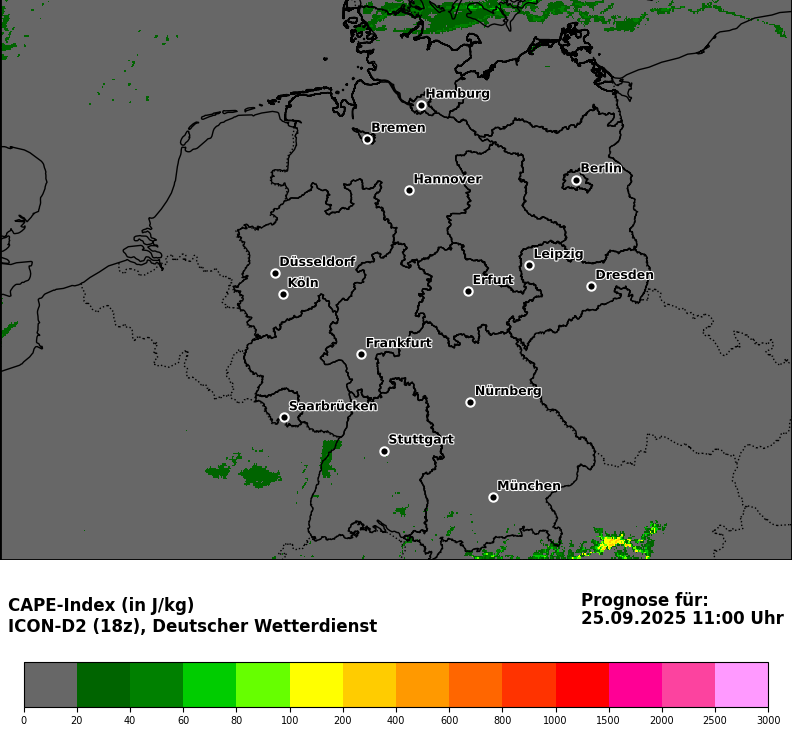 Hamburg
Bremen
Berlin
Hannover
Leipzig
Düsseldorf
Dresden
Köln
Erfurt
Frankfurt
Nürnberg
Saarbrücken
Stuttgart
München
CAPE-Index (in J/kg)
ICON-D2 (18z), Deutscher Wetterdienst
Prognose für:
25.09.2025 11:00 Uhr
0 20 40 60 80 100 200 400 600 800 1000 1500 2000 2500 3000